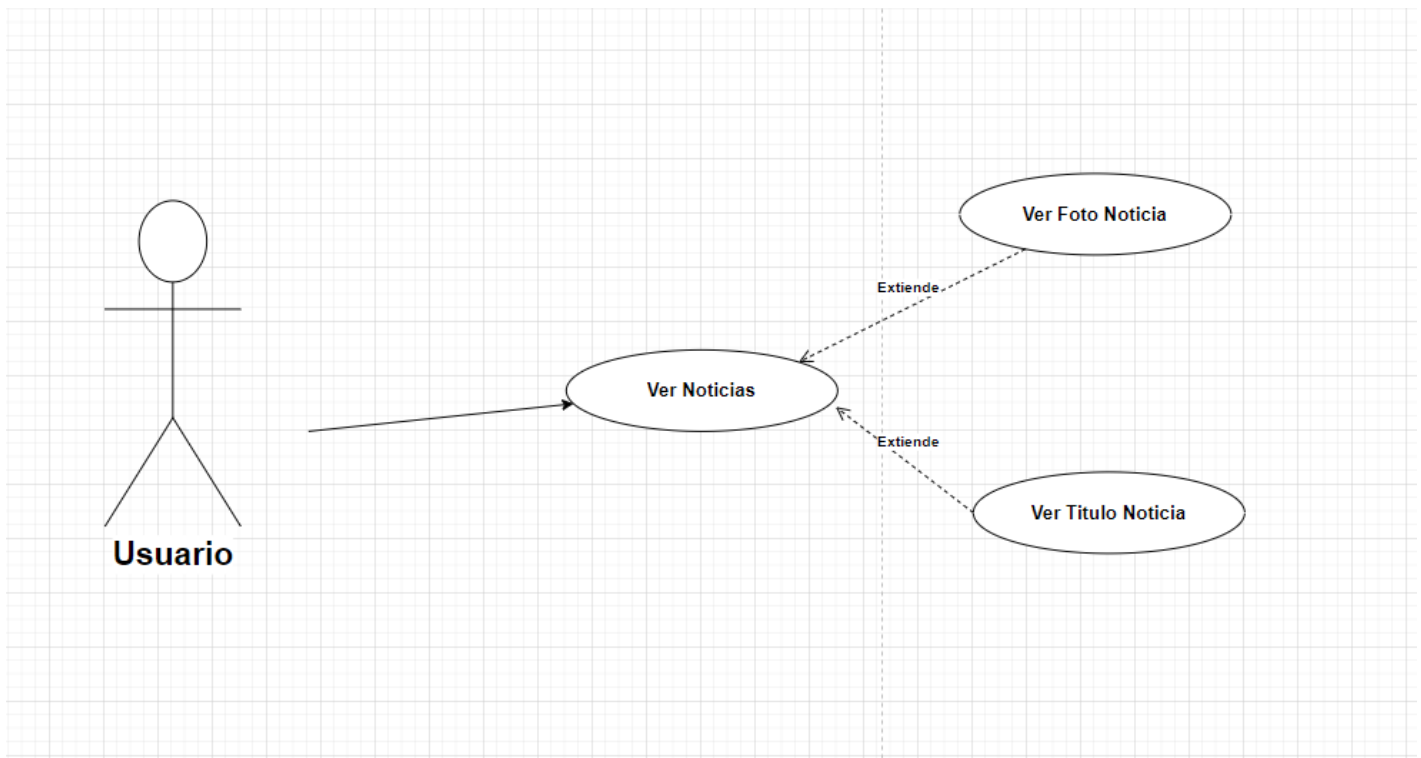 Ver Foto Noticia
Extiende
Ver Noticias
Extiende
Ver Titulo Noticia
Usuario